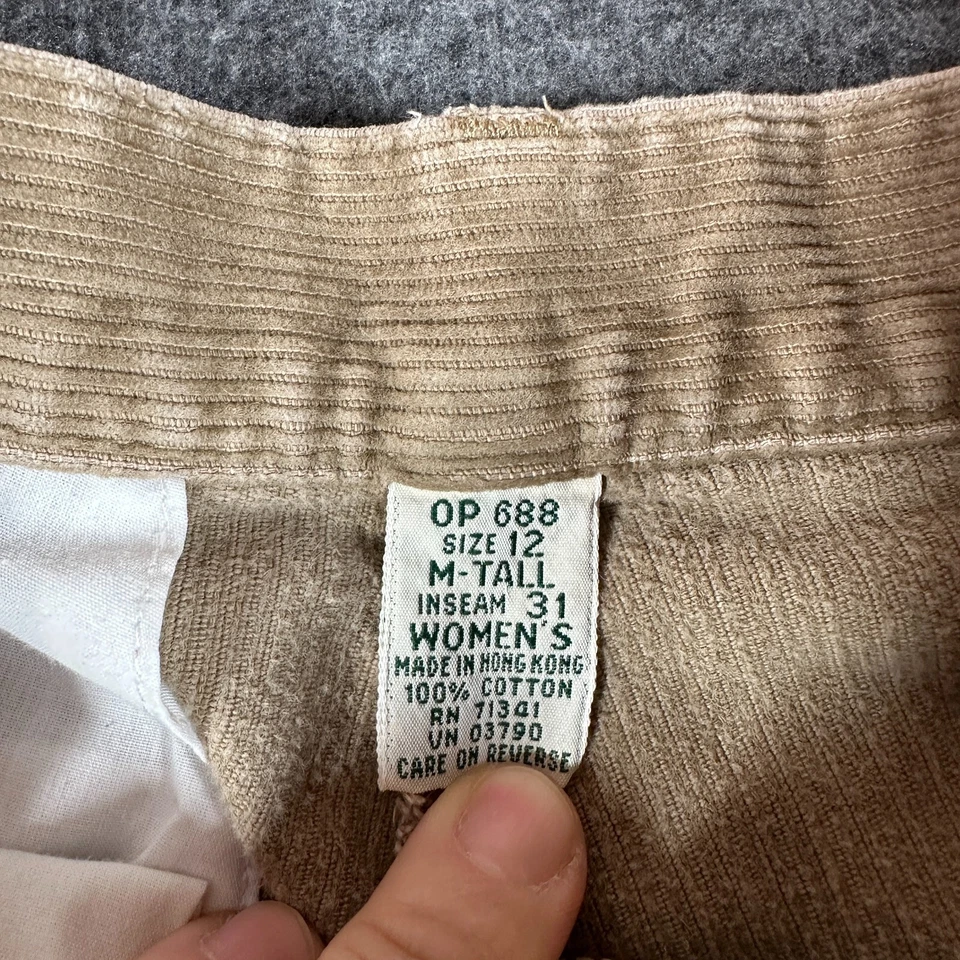 OP 688
SIZE 12
M-TALL
INSEAM 31
WOMEN'S
MADE IN HONG KONG
100% COTTON
RN 71341
VN 03790
CARE ON REVERSE